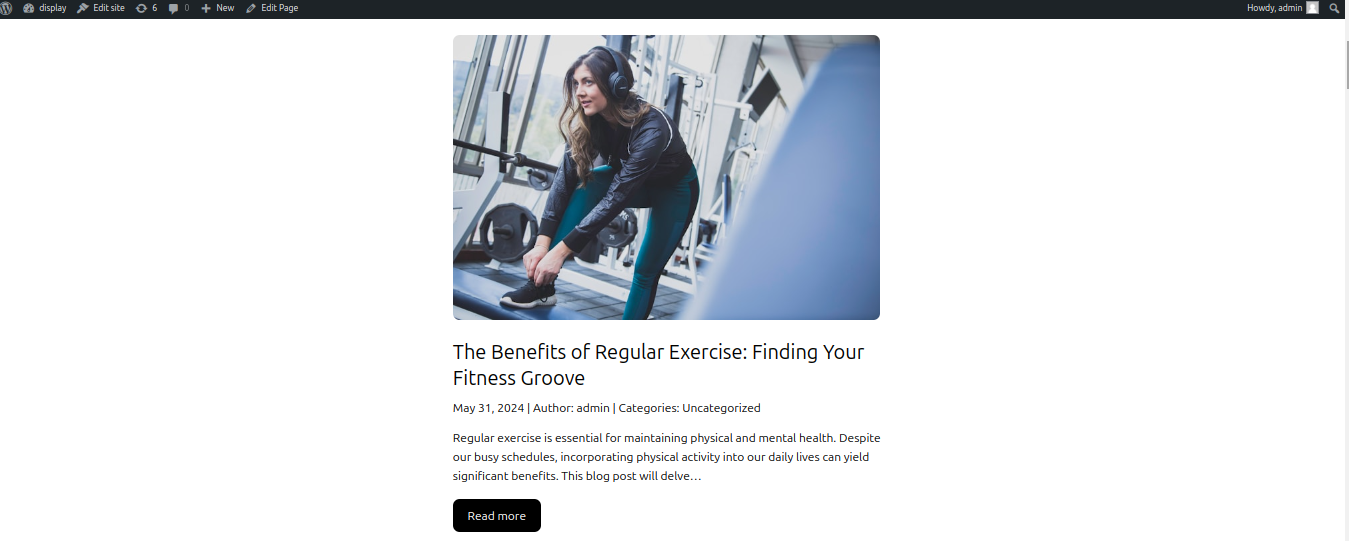 display Edit site 6 0 New Edit Page Howdy, admin
The Benefits of Regular Exercise: Finding Your
Fitness Groove
May 31, 2024 | Author: admin | Categories: Uncategorized
Regular exercise is essential for maintaining physical and mental health. Despite
our busy schedules, incorporating physical activity into our daily lives can yield
significant benefits. This blog post will delve…
Read more